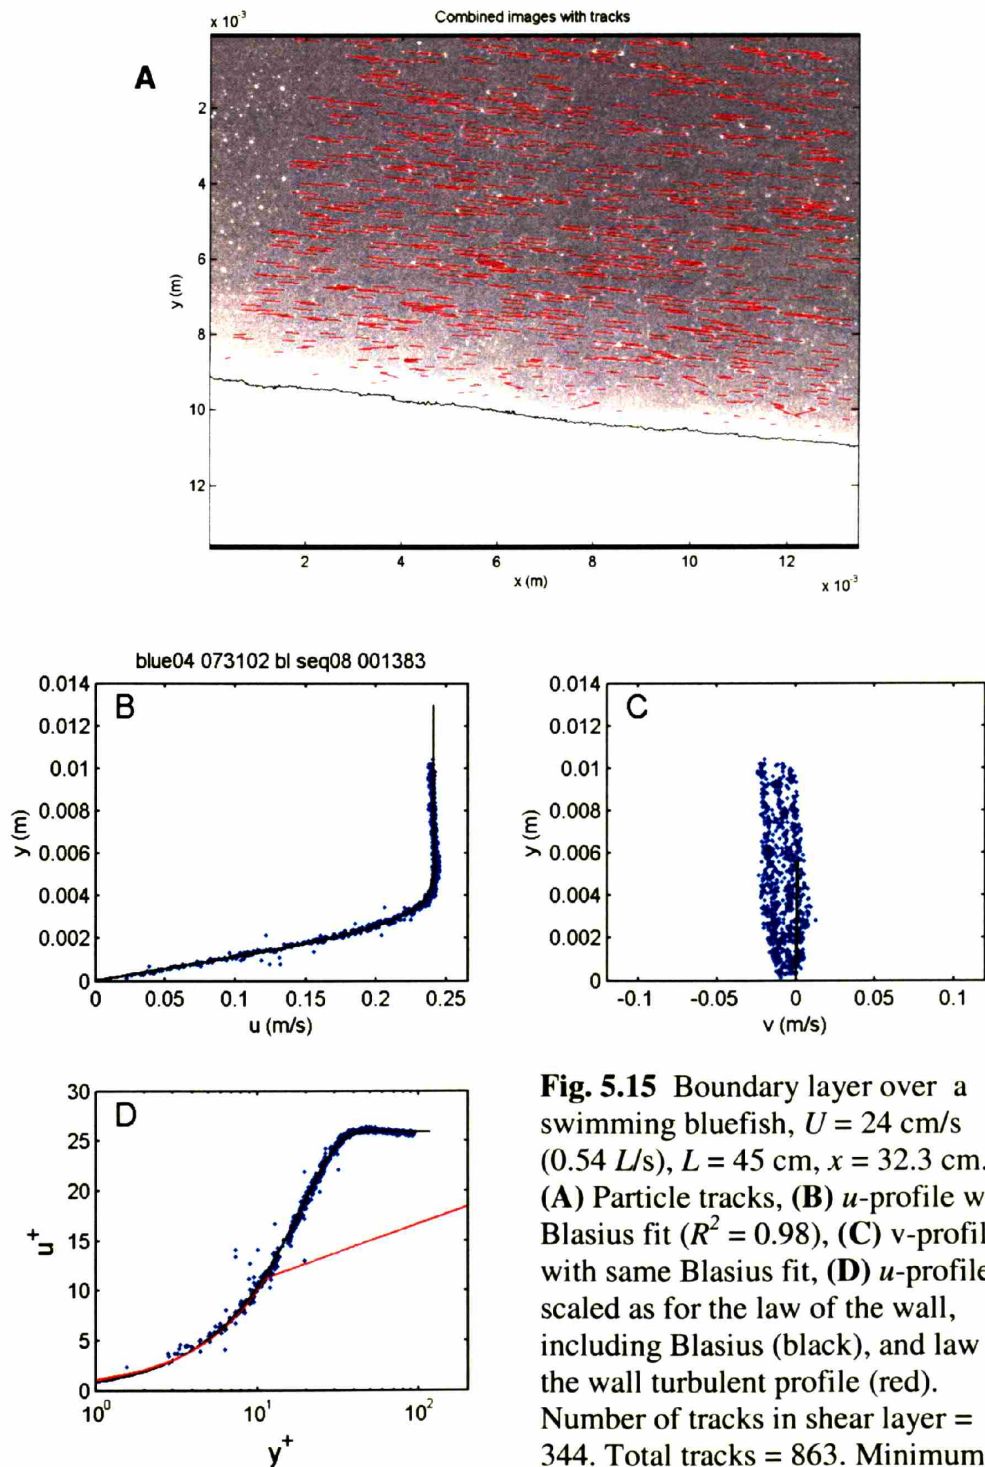 Combined images with tracks
x 10⁻³
A
2
4
6
8
10
12
y (m)
2
4
6
8
10
12
x (m)
x 10⁻³
blue04 073102 bl seq08 001383
B
0.014
0.012
0.01
0.008
0.006
0.004
0.002
0
y (m)
0
0.05
0.1
0.15
0.2
0.25
u (m/s)
C
0.014
0.012
0.01
0.008
0.006
0.004
0.002
0
y (m)
-0.1
-0.05
0
0.05
0.1
v (m/s)
D
30
25
20
15
10
5
0
u⁺
10⁰
10¹
10²
y⁺
Fig. 5.15 Boundary layer over a
swimming bluefish, U = 24 cm/s
(0.54 L/s), L = 45 cm, x = 32.3 cm.
(A) Particle tracks, (B) u-profile w
Blasius fit (R² = 0.98), (C) v-profil
with same Blasius fit, (D) u-profile
scaled as for the law of the wall,
including Blasius (black), and law
the wall turbulent profile (red).
Number of tracks in shear layer =
344. Total tracks = 863. Minimum